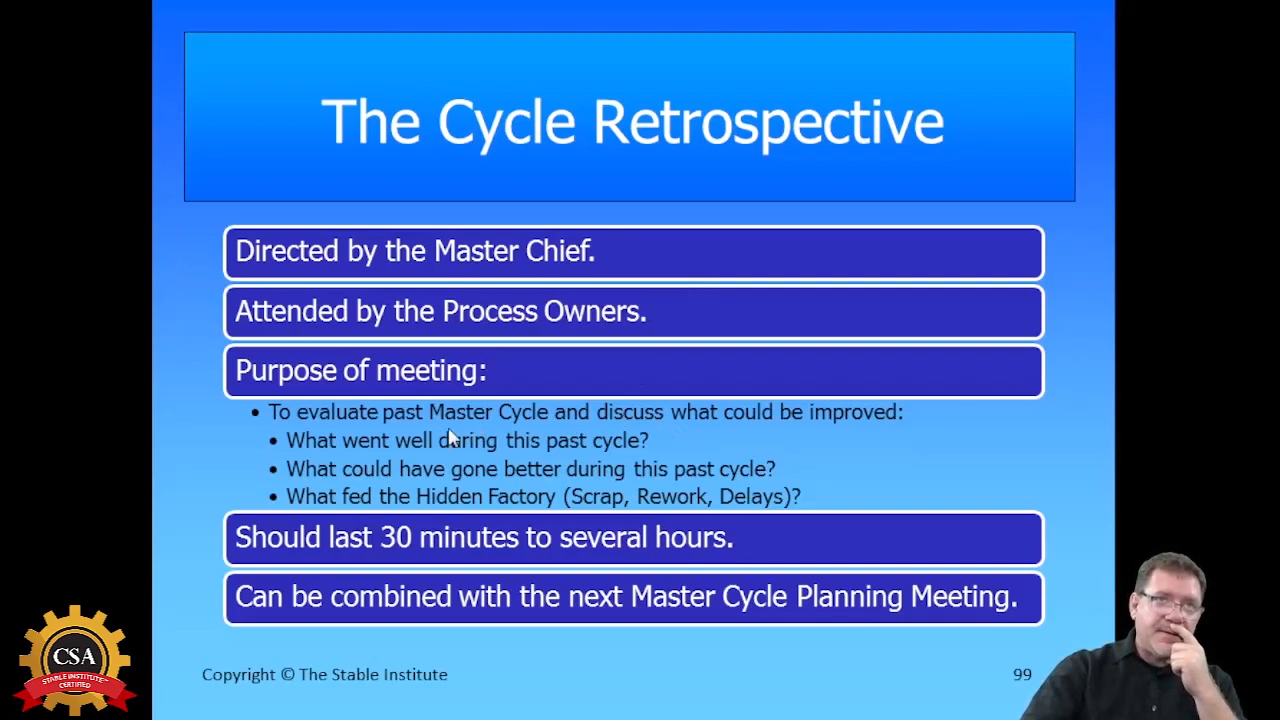 The Cycle Retrospective
Directed by the Master Chief.
Attended by the Process Owners.
Purpose of meeting:
• To evaluate past Master Cycle and discuss what could be improved:
• What went well during this past cycle?
• What could have gone better during this past cycle?
• What fed the Hidden Factory (Scrap, Rework, Delays)?
Should last 30 minutes to several hours.
Can be combined with the next Master Cycle Planning Meeting.
CSA
STABLE INSTITUTE™
CERTIFIED
Copyright © The Stable Institute
99